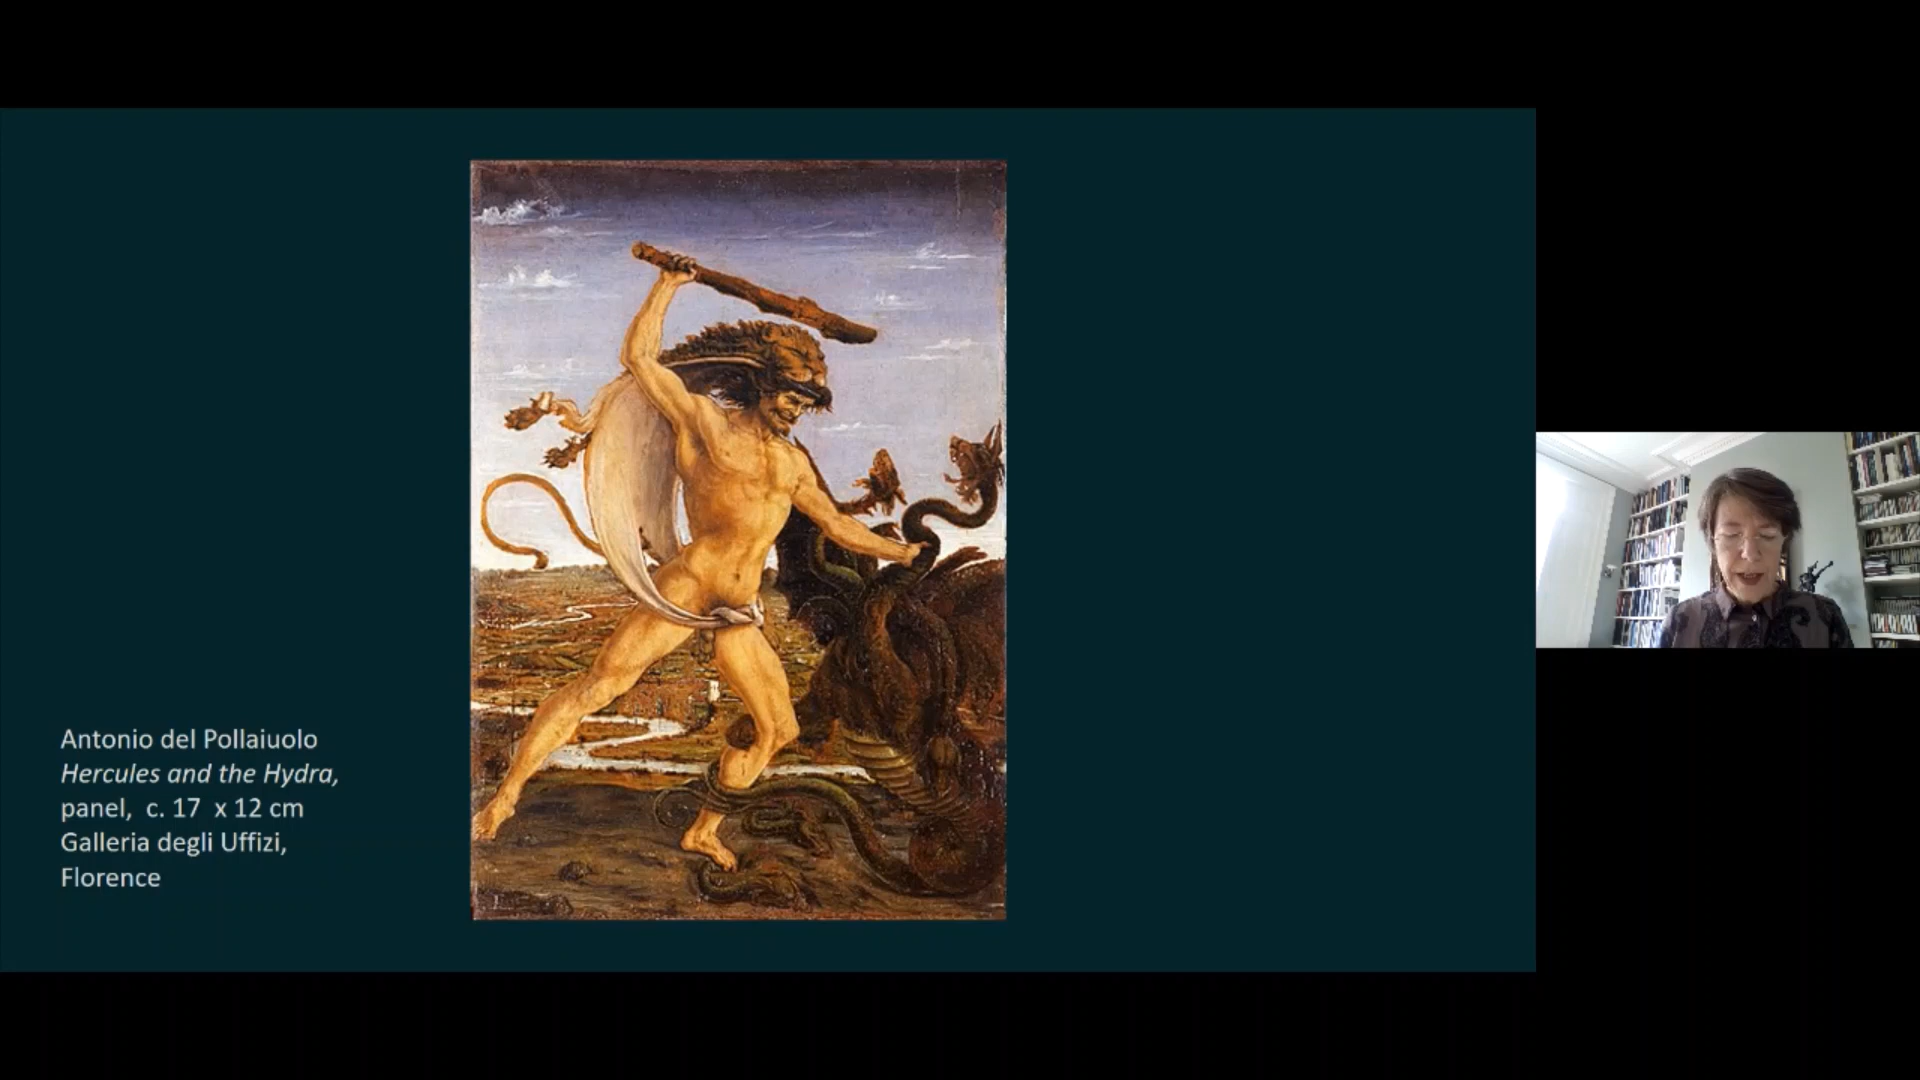 Antonio del Pollaiuolo
Hercules and the Hydra,
panel,  c. 17  x 12 cm
Galleria degli Uffizi,
Florence